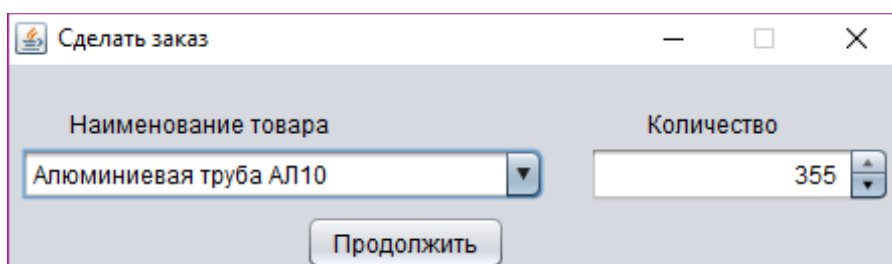 Сделать заказ
Наименование товара
Количество
Алюминиевая труба АЛ10
355
Продолжить